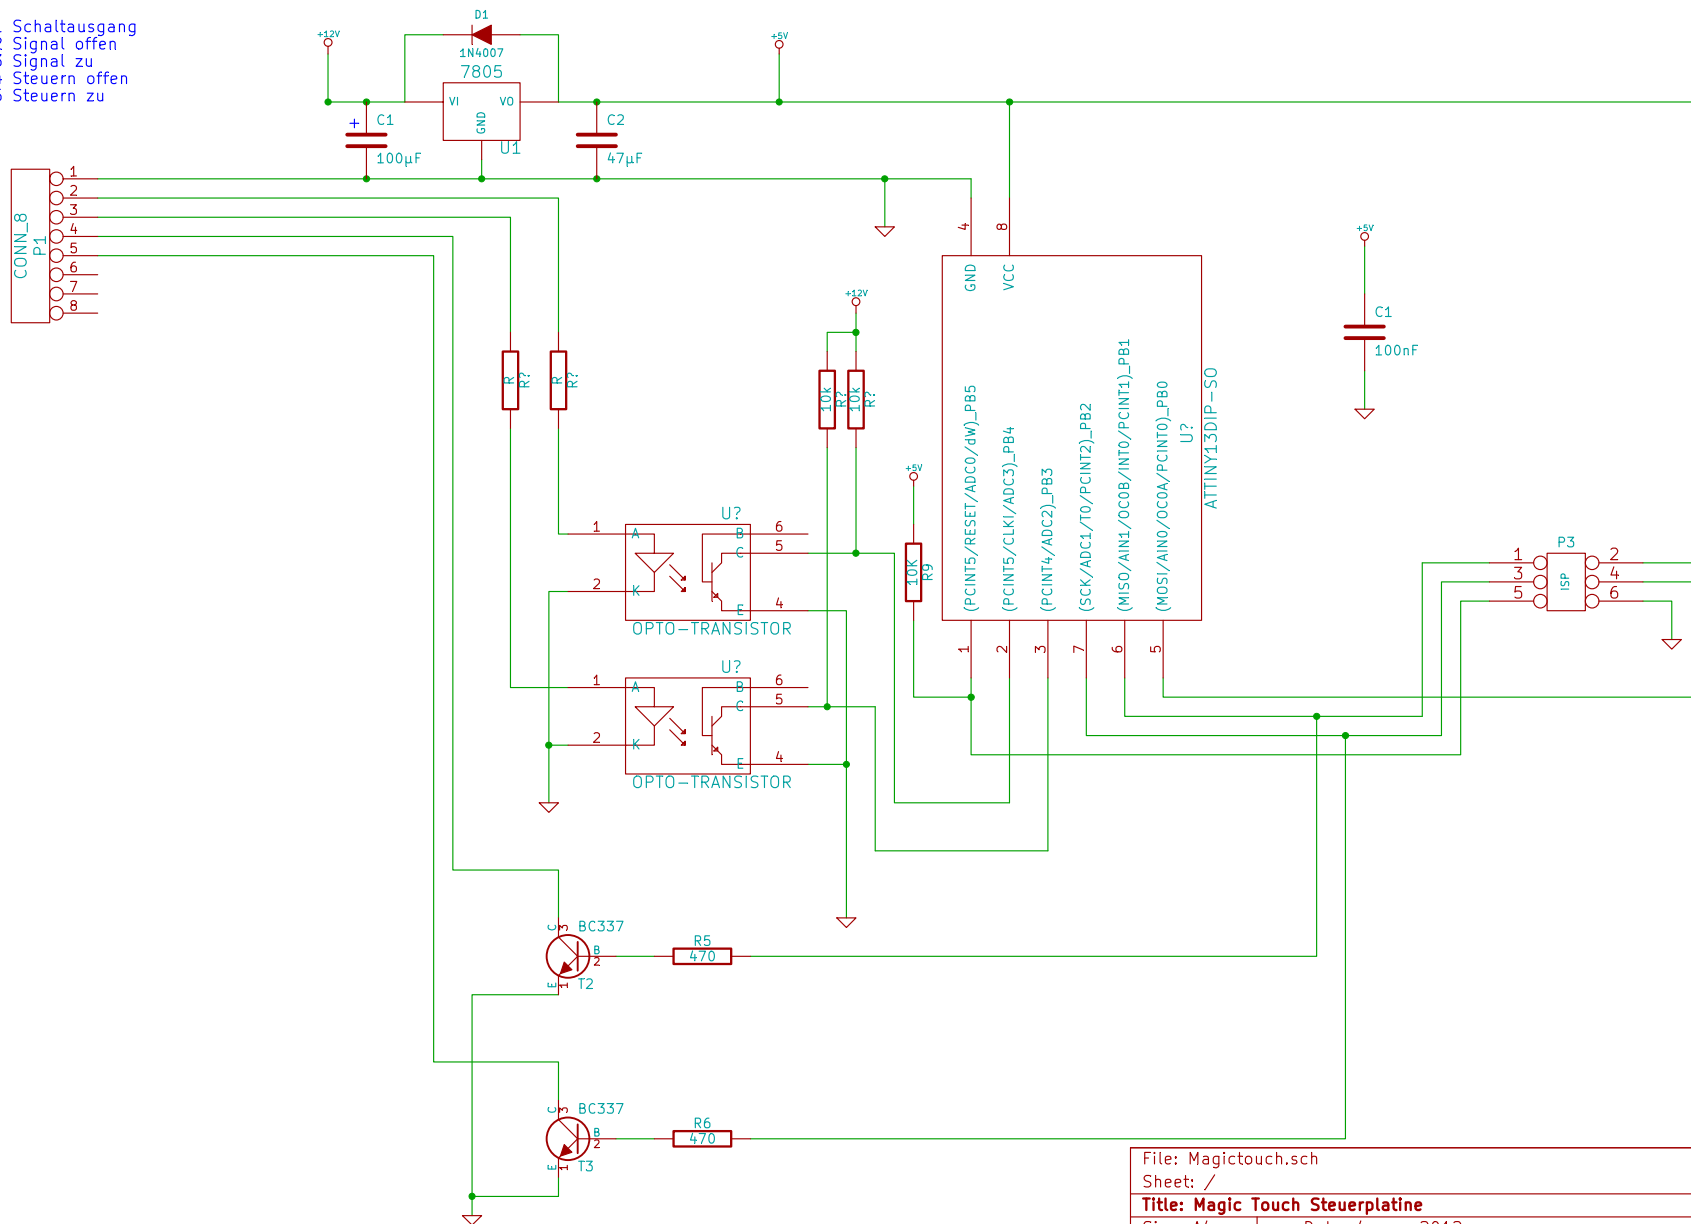 Schaltausgang
Signal offen
Signal zu
Steuern offen
Steuern zu
+12V
D1
1N4007
7805
VI
VO
GND
U1
+
C1
100µF
C2
47µF
+5V
CONN_8
P1
1
2
3
4
5
6
7
8
R
R?
R
R?
+12V
10k
R?
10k
R?
+5V
10K
R9
4
8
GND
VCC
(PCINT5/RESET/ADC0/dW)_PB5
(PCINT5/CLKI/ADC3)_PB4
(PCINT4/ADC2)_PB3
(SCK/ADC1/T0/PCINT2)_PB2
(MISO/AIN1/OC0B/INT0/PCINT1)_PB1
(MOSI/AIN0/OC0A/PCINT0)_PB0
U?
ATTINY13DIP-SO
1
2
3
7
6
5
+5V
C1
100nF
P3
ISP
1
3
5
2
4
6
U?
1
2
A
K
B
C
E
6
5
4
OPTO-TRANSISTOR
U?
1
2
A
K
B
C
E
6
5
4
OPTO-TRANSISTOR
BC337
C
3
B
2
E
1
T2
R5
470
BC337
C
3
B
2
E
1
T3
R6
470
File: Magictouch.sch
Sheet: /
Title: Magic Touch Steuerplatine